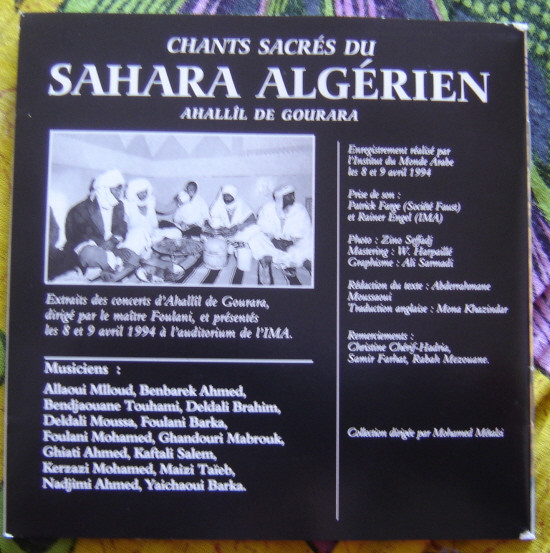 CHANTS SACRÉS DU
SAHARA ALGÉRIEN
AHALLÎL DE GOURARA
Extraits des concerts d'Ahallîl de Gourara,
dirigé par le maître Foulani, et présentés
les 8 et 9 avril 1994 à l'auditorium de l'IMA.
Musiciens :
Allaoui Mlloud, Benbarek Ahmed,
Bendjaouane Touhami, Deldali Brahim,
Deldali Moussa, Foulani Barka,
Foulani Mohamed, Ghandouri Mabrouk,
Ghiati Ahmed, Kaftali Salem,
Kerzazi Mohamed, Maizi Taïeb,
Nadjimi Ahmed, Yaichaoui Barka.
Enregistrement réalisé par
l'Institut du Monde Arabe
les 8 et 9 avril 1994
Prise de son :
Patrick Farge (Société Faust)
et Rainer Engel (IMA)
Photo : Zino Seffadj
Mastering : W. Harpaillé
Graphisme : Ali Sarmadi
Rédaction du texte : Abderrahmane
Moussaoui
Traduction anglaise : Mona Khazindar
Remerciements :
Christine Chérif-Hadria,
Samir Farhat, Rabah Mezouane.
Collection dirigée par Mohamed Métalsi